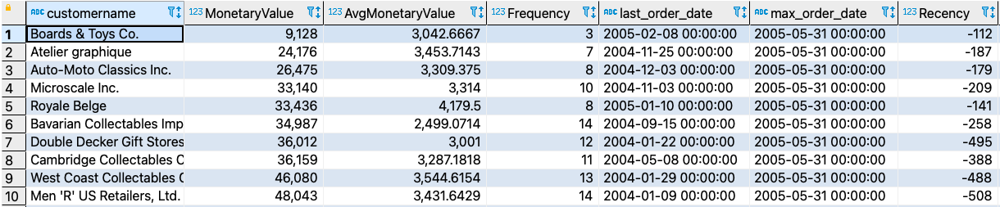 ABC customername 123 MonetaryValue 123 AvgMonetaryValue 123 Frequency ABC last_order_date ABC max_order_date 123 Recency
1 Boards & Toys Co. 9,128 3,042.6667 3 2005-02-08 00:00:00 2005-05-31 00:00:00 -112
2 Atelier graphique 24,176 3,453.7143 7 2004-11-25 00:00:00 2005-05-31 00:00:00 -187
3 Auto-Moto Classics Inc. 26,475 3,309.375 8 2004-12-03 00:00:00 2005-05-31 00:00:00 -179
4 Microscale Inc. 33,140 3,314 10 2004-11-03 00:00:00 2005-05-31 00:00:00 -209
5 Royale Belge 33,436 4,179.5 8 2005-01-10 00:00:00 2005-05-31 00:00:00 -141
6 Bavarian Collectables Imp 34,987 2,499.0714 14 2004-09-15 00:00:00 2005-05-31 00:00:00 -258
7 Double Decker Gift Stores 36,012 3,001 12 2004-01-22 00:00:00 2005-05-31 00:00:00 -495
8 Cambridge Collectables C 36,159 3,287.1818 11 2004-05-08 00:00:00 2005-05-31 00:00:00 -388
9 West Coast Collectables C 46,080 3,544.6154 13 2004-01-29 00:00:00 2005-05-31 00:00:00 -488
10 Men 'R' US Retailers, Ltd. 48,043 3,431.6429 14 2004-01-09 00:00:00 2005-05-31 00:00:00 -508